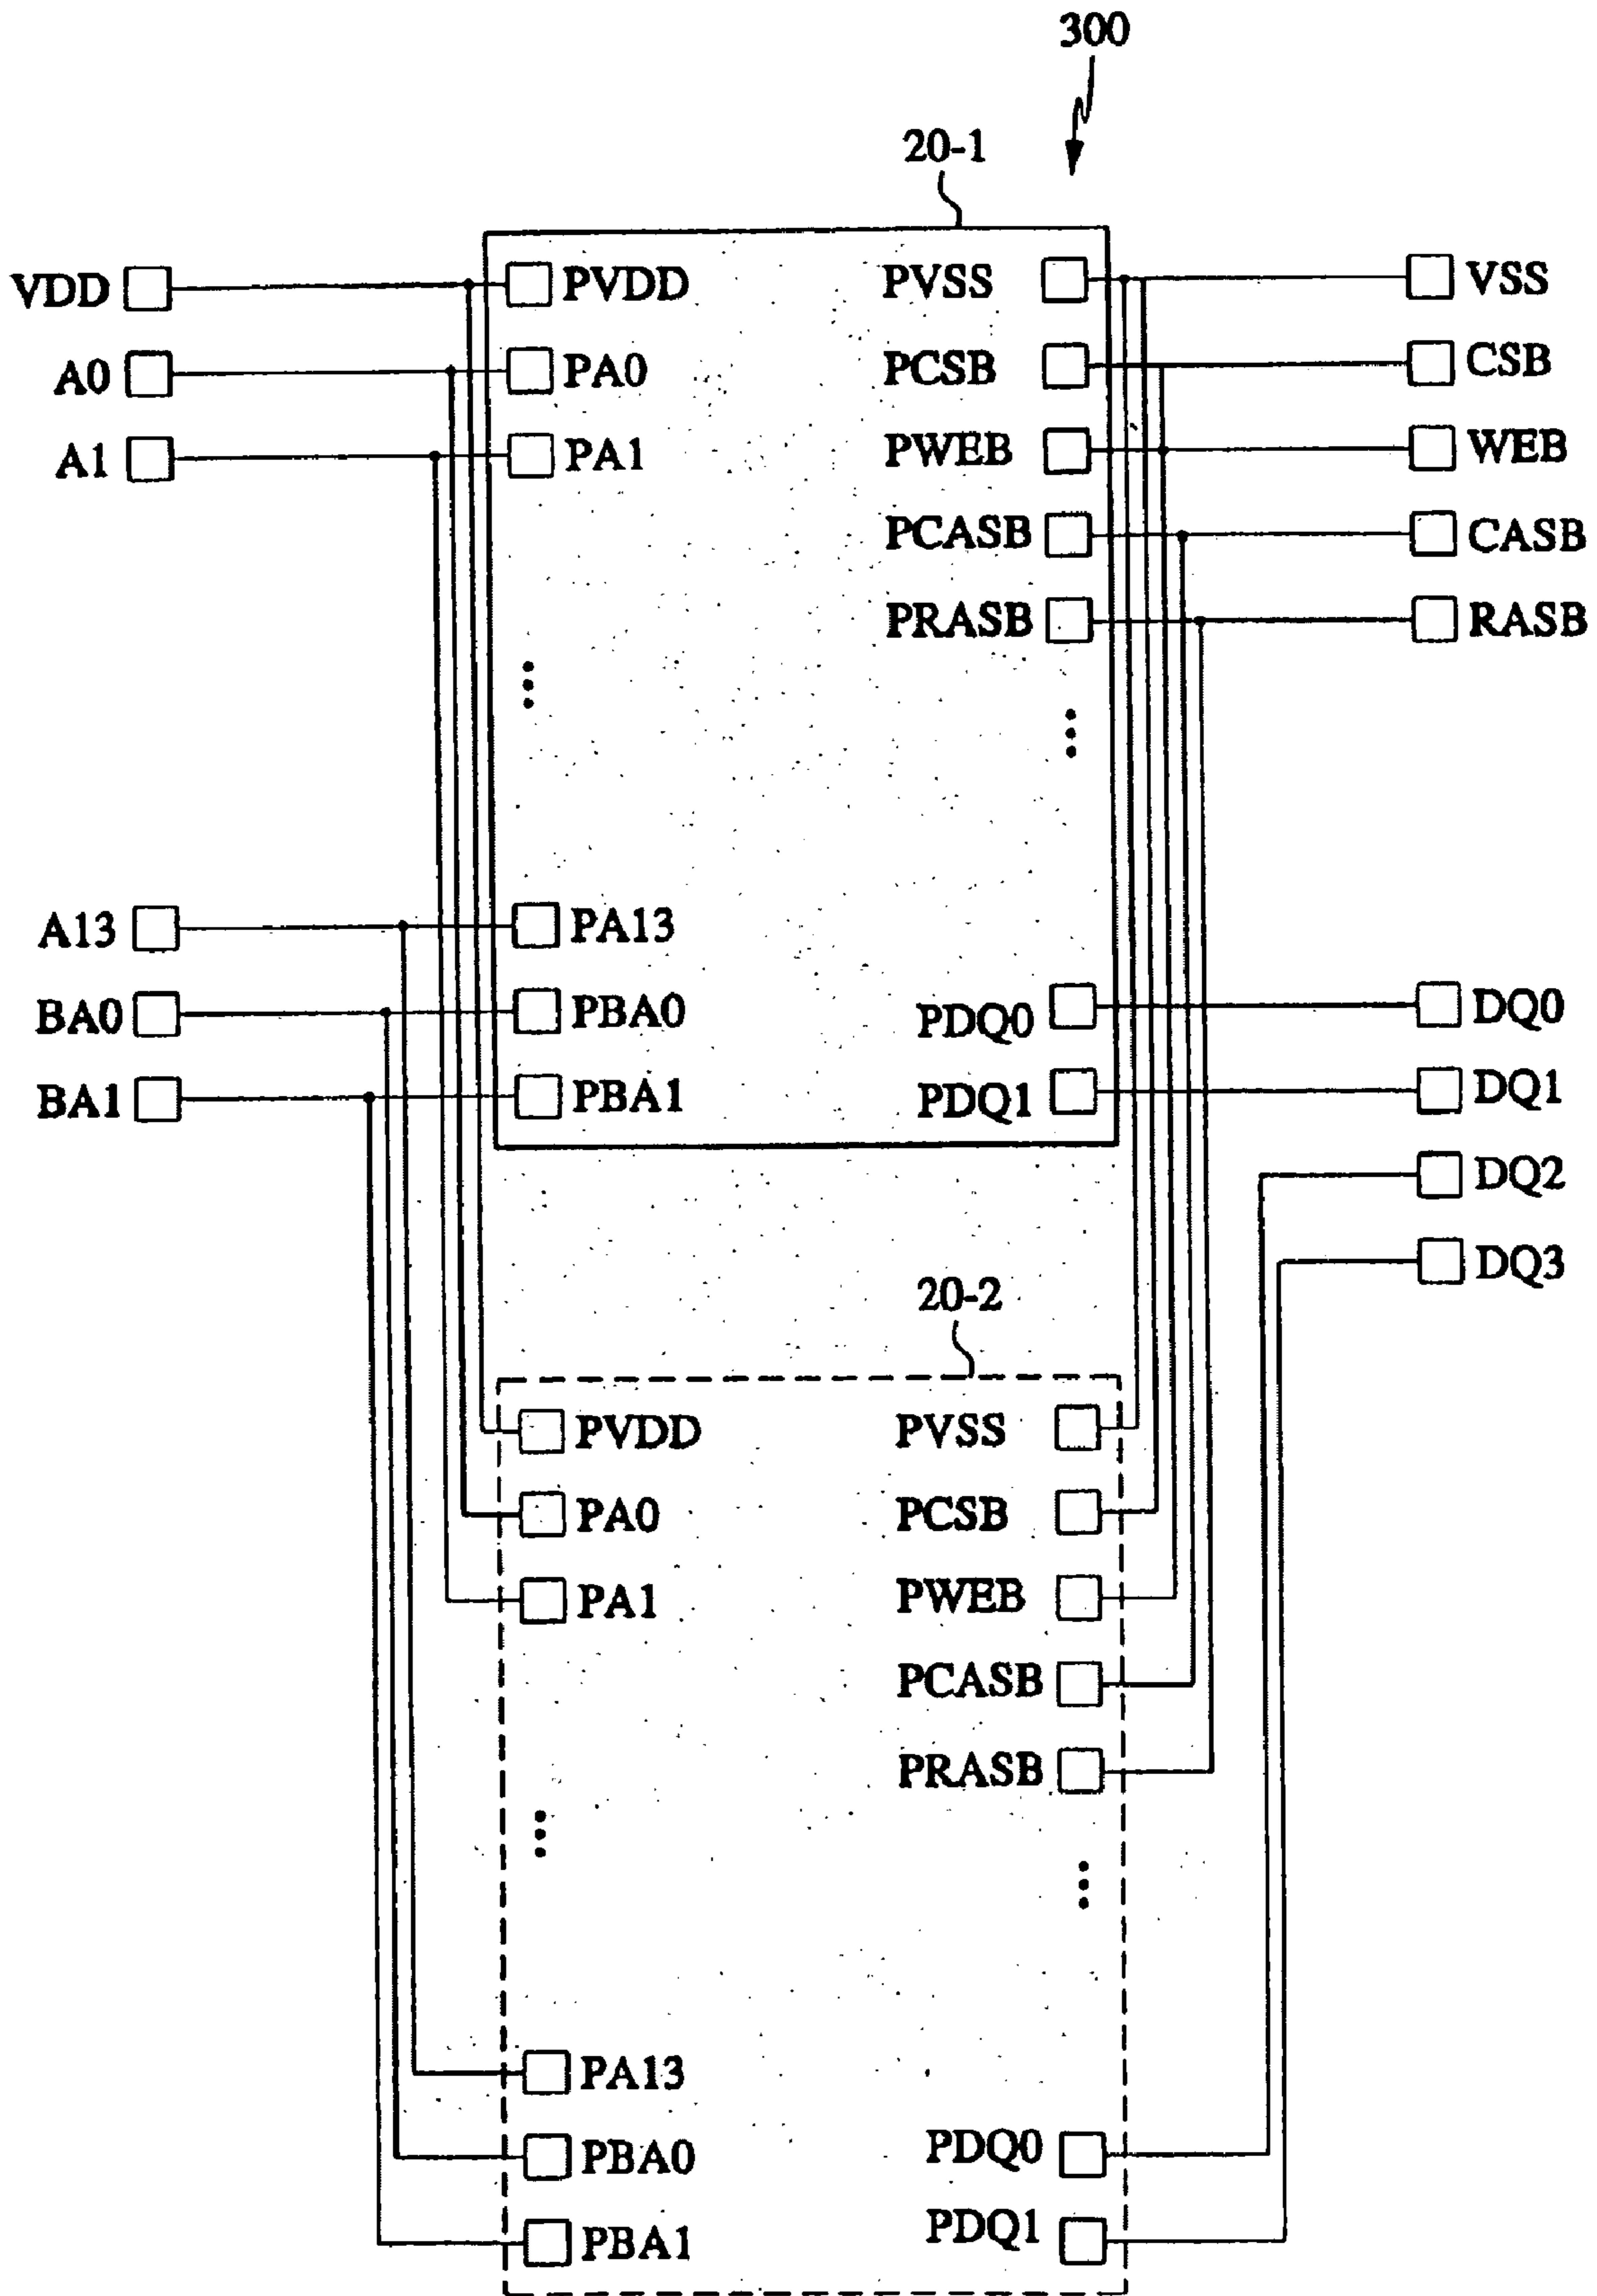 300
20-1
VDD PVDD PVSS VSS
A0 PA0 PCSB CSB
A1 PA1 PWEB WEB
PCASB CASB
PRASB RASB
A13 PA13
BA0 PBA0 PDQ0 DQ0
BA1 PBA1 PDQ1 DQ1
DQ2
DQ3
20-2
PVDD PVSS
PA0 PCSB
PA1 PWEB
PCASB
PRASB
PA13
PBA0 PDQ0
PBA1 PDQ1